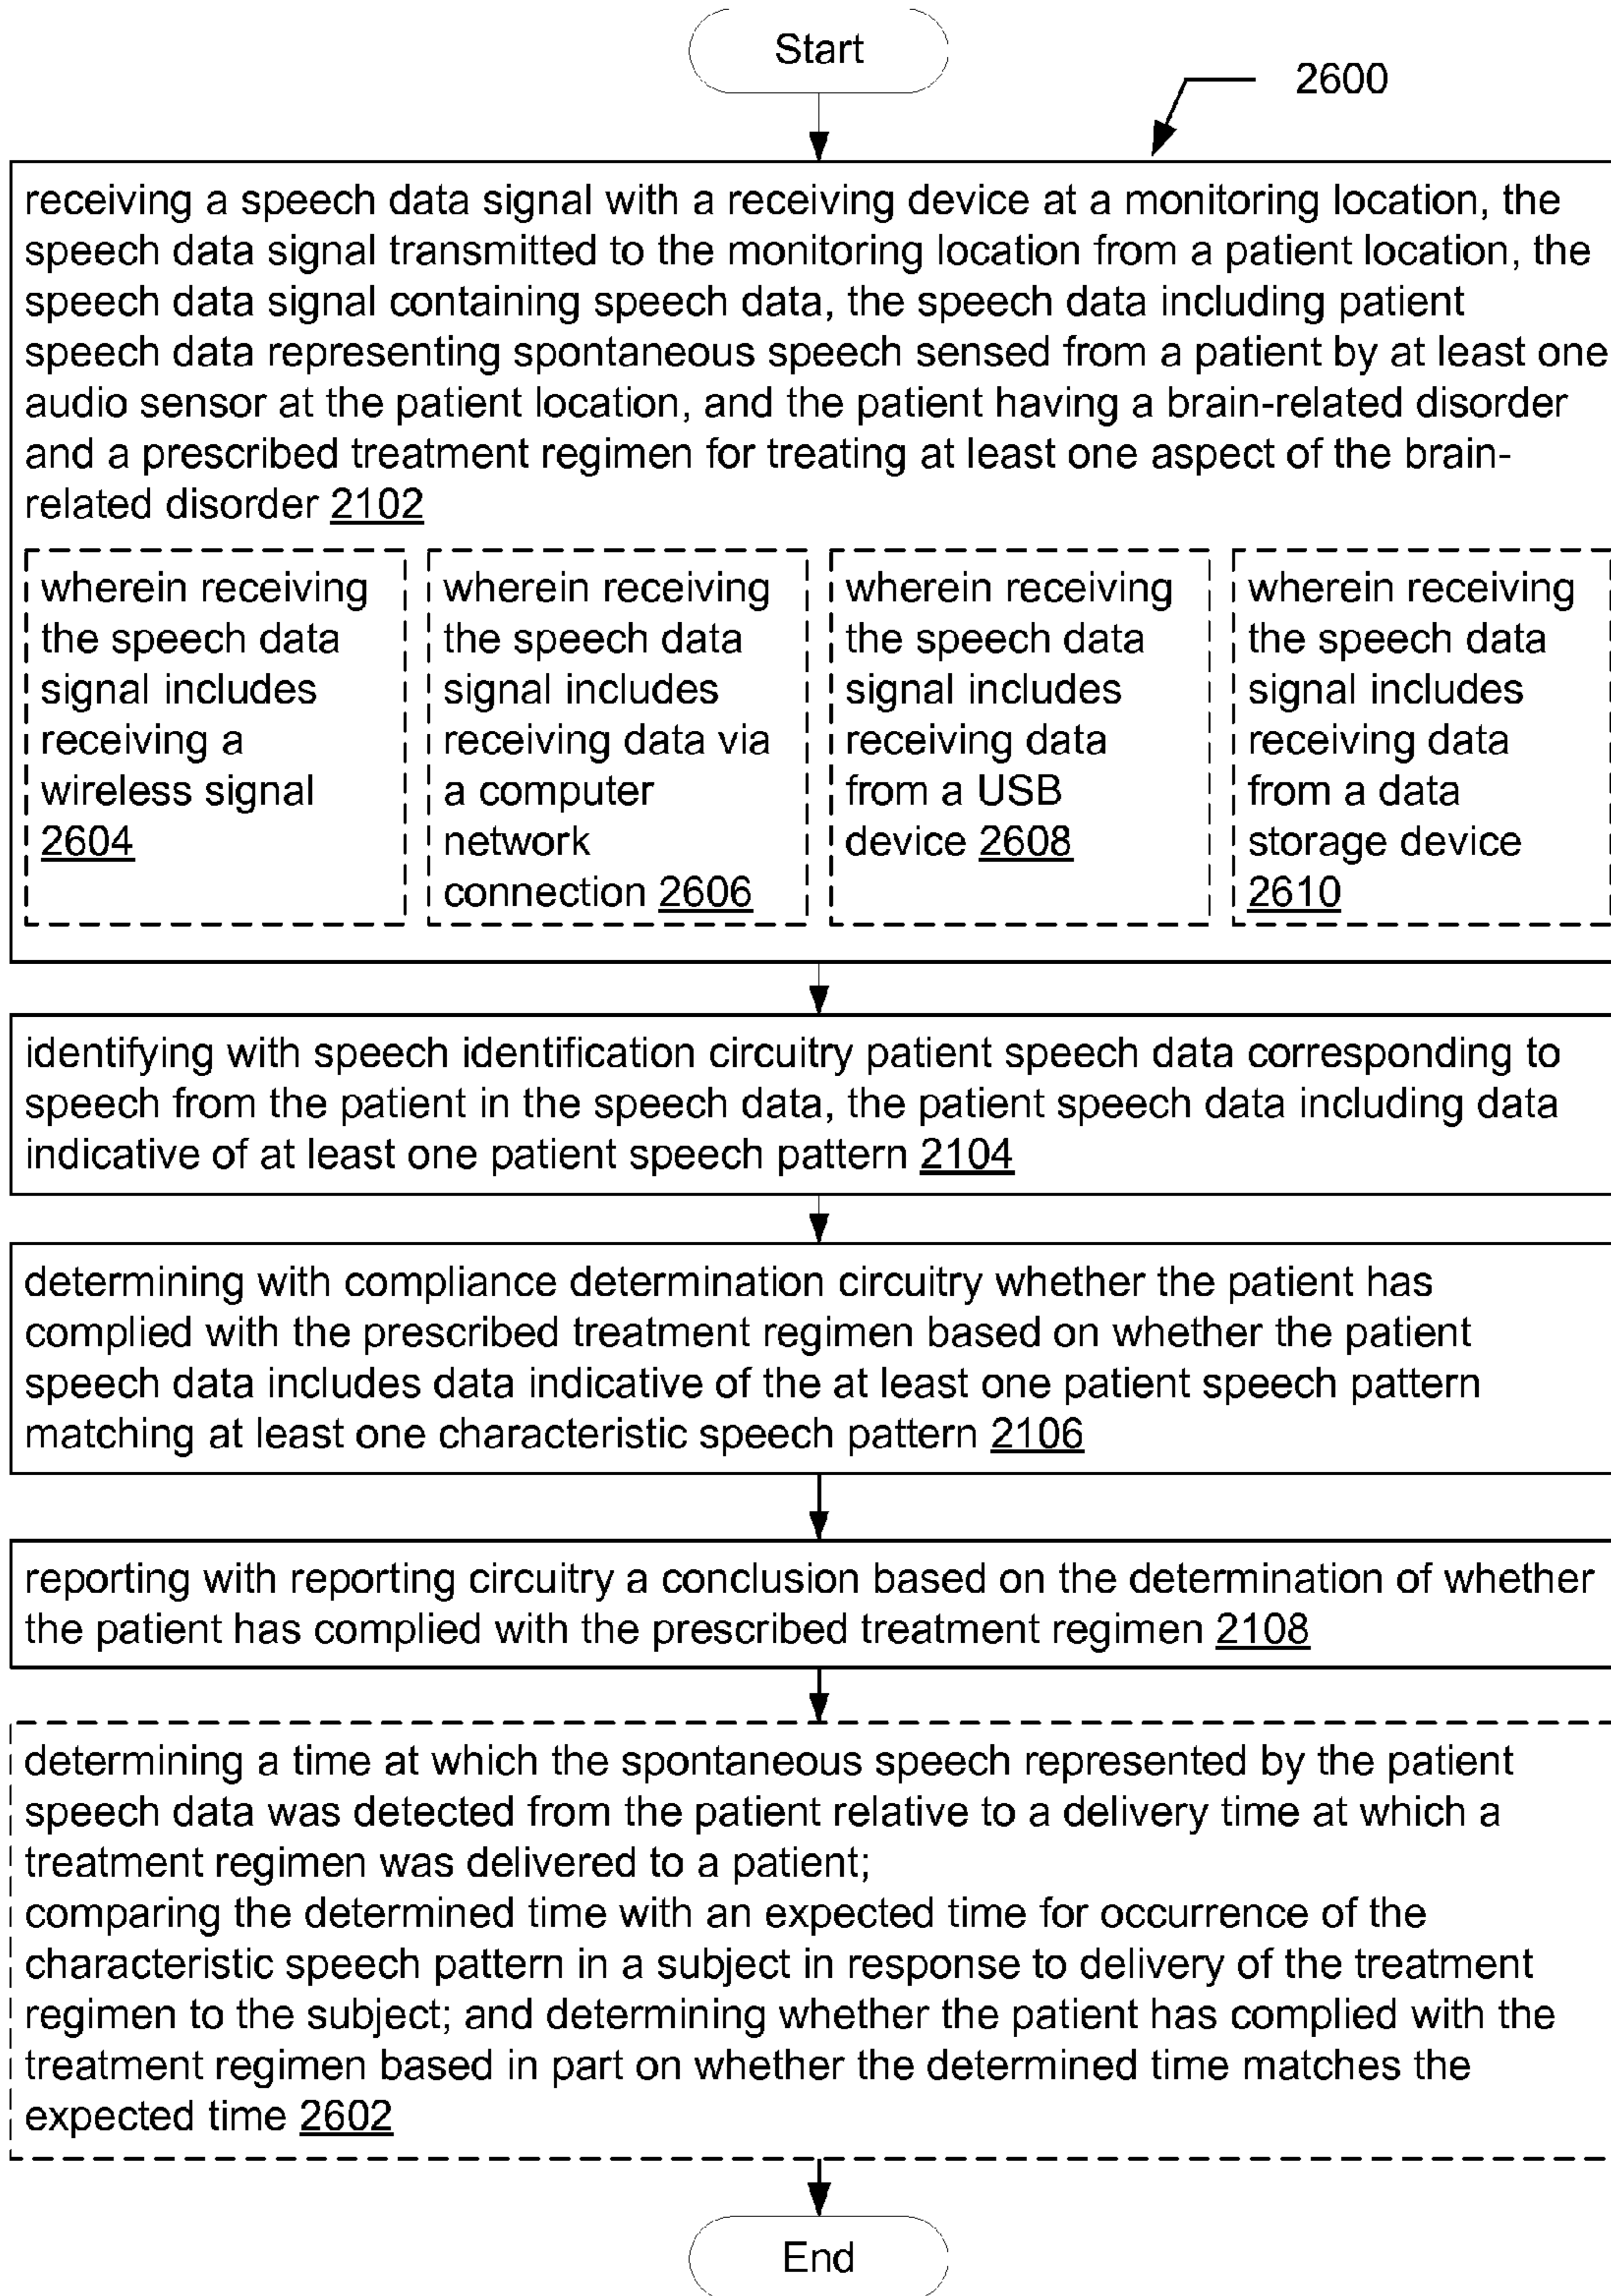 Start
2600
receiving a speech data signal with a receiving device at a monitoring location, the
speech data signal transmitted to the monitoring location from a patient location, the
speech data signal containing speech data, the speech data including patient
speech data representing spontaneous speech sensed from a patient by at least one
audio sensor at the patient location, and the patient having a brain-related disorder
and a prescribed treatment regimen for treating at least one aspect of the brain-
related disorder 2102
wherein receiving
the speech data
signal includes
receiving a
wireless signal
2604
wherein receiving
the speech data
signal includes
receiving data via
a computer
network
connection 2606
wherein receiving
the speech data
signal includes
receiving data
from a USB
device 2608
wherein receiving
the speech data
signal includes
receiving data
from a data
storage device
2610
identifying with speech identification circuitry patient speech data corresponding to
speech from the patient in the speech data, the patient speech data including data
indicative of at least one patient speech pattern 2104
determining with compliance determination circuitry whether the patient has
complied with the prescribed treatment regimen based on whether the patient
speech data includes data indicative of the at least one patient speech pattern
matching at least one characteristic speech pattern 2106
reporting with reporting circuitry a conclusion based on the determination of whether
the patient has complied with the prescribed treatment regimen 2108
determining a time at which the spontaneous speech represented by the patient
speech data was detected from the patient relative to a delivery time at which a
treatment regimen was delivered to a patient;
comparing the determined time with an expected time for occurrence of the
characteristic speech pattern in a subject in response to delivery of the treatment
regimen to the subject; and determining whether the patient has complied with the
treatment regimen based in part on whether the determined time matches the
expected time 2602
End